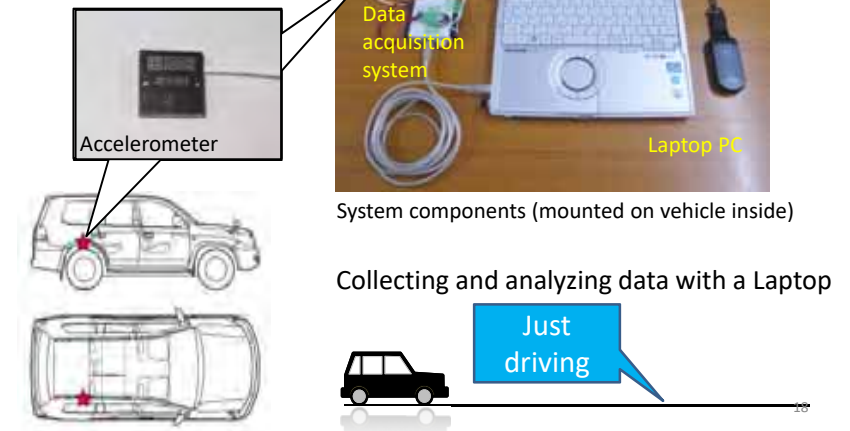 Data
acquisition
system
Accelerometer
Laptop PC
System components (mounted on vehicle inside)
Collecting and analyzing data with a Laptop
Just
driving
18